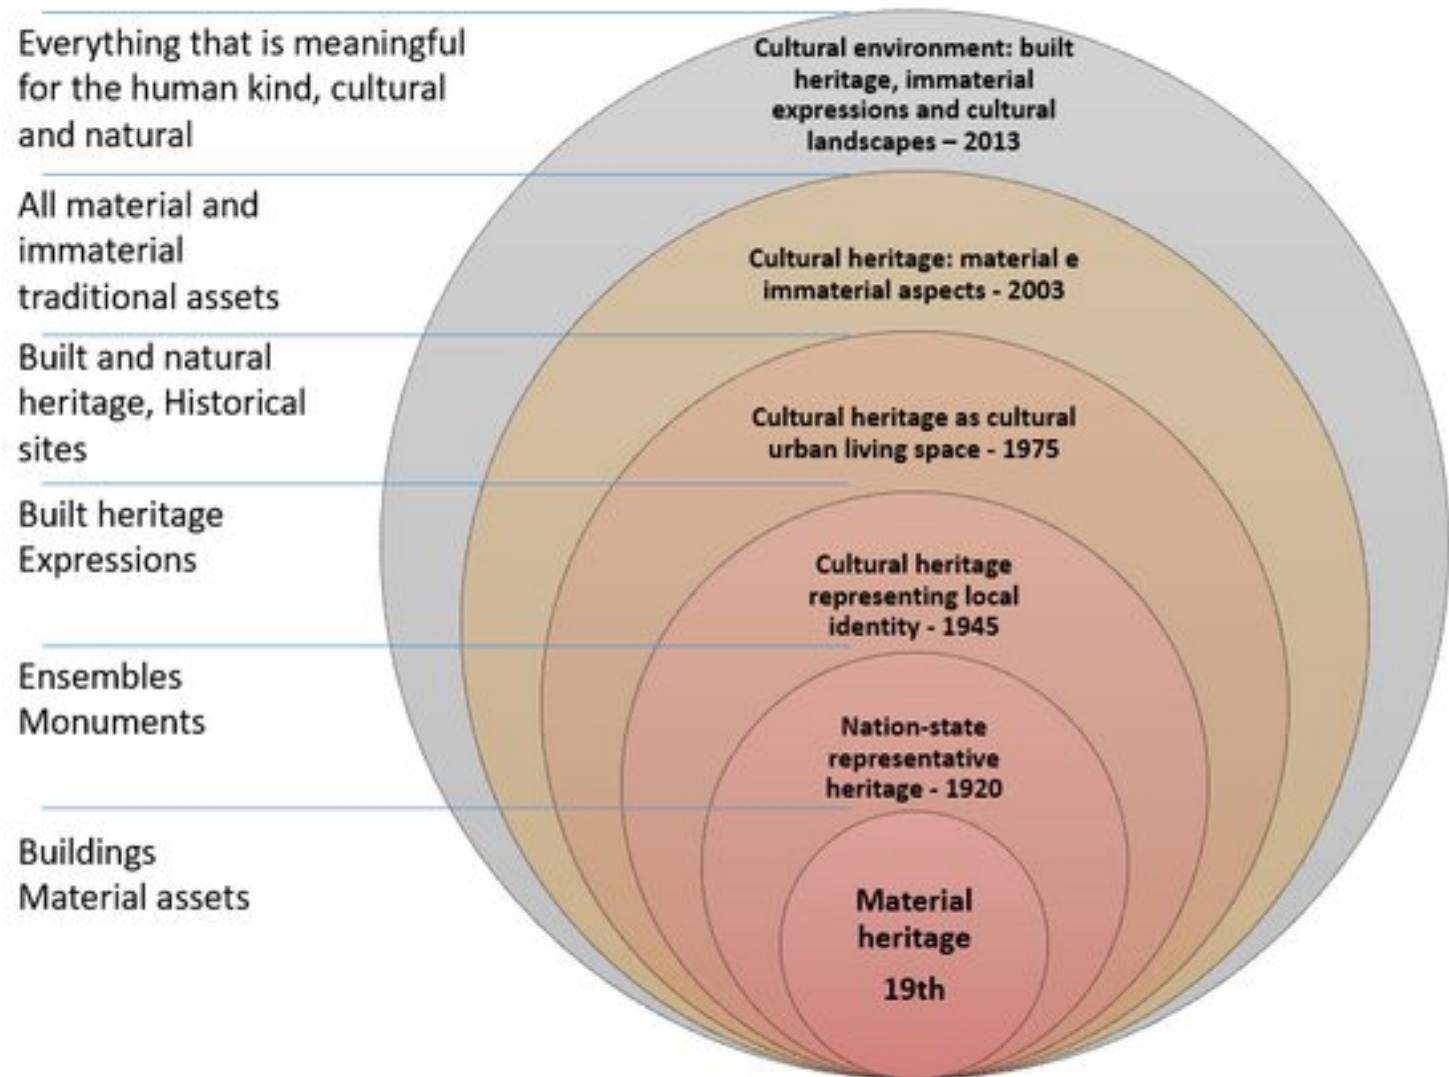 Everything that is meaningful
for the human kind, cultural
and natural
All material and
immaterial
traditional assets
Built and natural
heritage, Historical
sites
Built heritage
Expressions
Ensembles
Monuments
Buildings
Material assets
Cultural environment: built
heritage, immaterial
expressions and cultural
landscapes – 2013
Cultural heritage: material e
immaterial aspects - 2003
Cultural heritage as cultural
urban living space - 1975
Cultural heritage
representing local
identity - 1945
Nation-state
representative
heritage - 1920
Material
heritage
19th